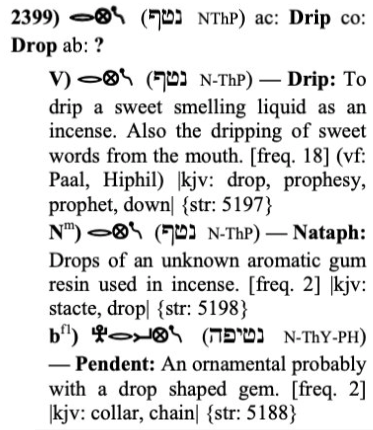 2399) (נטף NThP) ac: Drip co:
Drop ab: ?
V) (נטף N-ThP) — Drip: To
drip a sweet smelling liquid as an
incense. Also the dripping of sweet
words from the mouth. [freq. 18] (vf:
Paal, Hiphil) |kjv: drop, prophesy,
prophet, down| {str: 5197}
Nᵐ) (נטף N-ThP) — Nataph:
Drops of an unknown aromatic gum
resin used in incense. [freq. 2] |kjv:
stacte, drop| {str: 5198}
bᶠˡ) (נטיפה N-ThY-PH)
— Pendent: An ornamental probably
with a drop shaped gem. [freq. 2]
|kjv: collar, chain| {str: 5188}